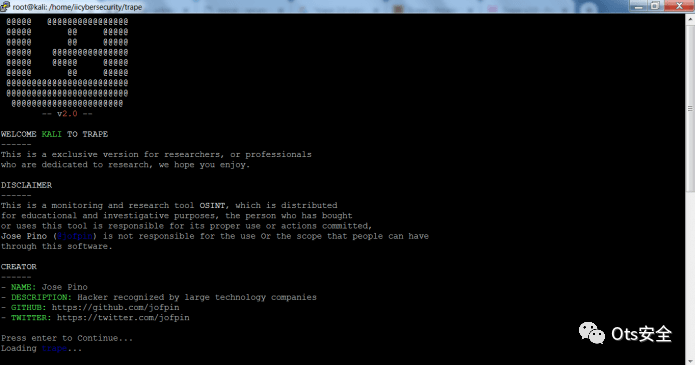 root@kali: /home/iicybersecurity/trape
@@@@@   @@@@@@@@@@@@@@@@
@@@@@       @@     @@@@@
@@@@@       @@     @@@@@
@@@@@    @@@@@@@@@@@@@@@
@@@@@    @@@@@     @@@@@
@@@@@       @@     @@@@@
@@@@@@@@@@@@@@@@@@@@@@@@
@@@@@@@@@@@@@@@@@@@@@@@@
@@@@@@@@@@@@@@@@@@@@@@
-- v2.0 --
WELCOME KALI TO TRAPE
------
This is a exclusive version for researchers, or professionals
who are dedicated to research, we hope you enjoy.
DISCLAIMER
------
This is a monitoring and research tool OSINT, which is distributed
for educational and investigative purposes, the person who has bought
or uses this tool is responsible for its proper use or actions committed,
Jose Pino (@jofpin) is not responsible for the use Or the scope that people can have
through this software.
CREATOR
------
- NAME: Jose Pino
- DESCRIPTION: Hacker recognized by large technology companies
- GITHUB: https://github.com/jofpin
- TWITTER: https://twitter.com/jofpin
Press enter to Continue...
Loading trape...
Ots安全